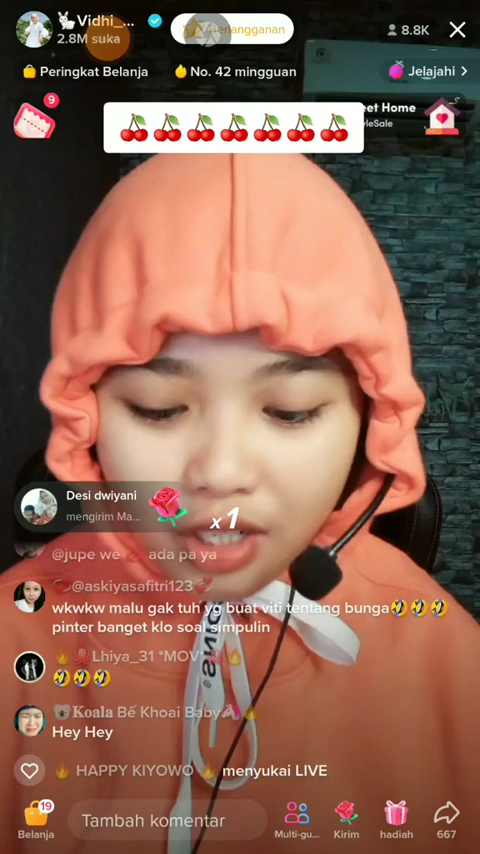 Vidhi_...
2.8M suka
8.8K
Peringkat Belanja
No. 42 mingguan
Jelajahi >
9
eet Home
yleSale
Desi dwiyani
mengirim Ma...
x1
@jupe we ada pa ya
@askiyasafitri123
wkwkw malu gak tuh yg buat viti tentang bunga🤣🤣🤣
pinter banget klo soal simpulin
Lhiya_31 "MOV"
🤣🤣🤣
🐨𝐊𝐨𝐚𝐥𝐚 Bế Khoai Baby🦄🔥
Hey Hey
🔥 HAPPY KIYOWO 🔥 menyukai LIVE
19
Belanja
Tambah komentar
Multi-gu...
Kirim
hadiah
667